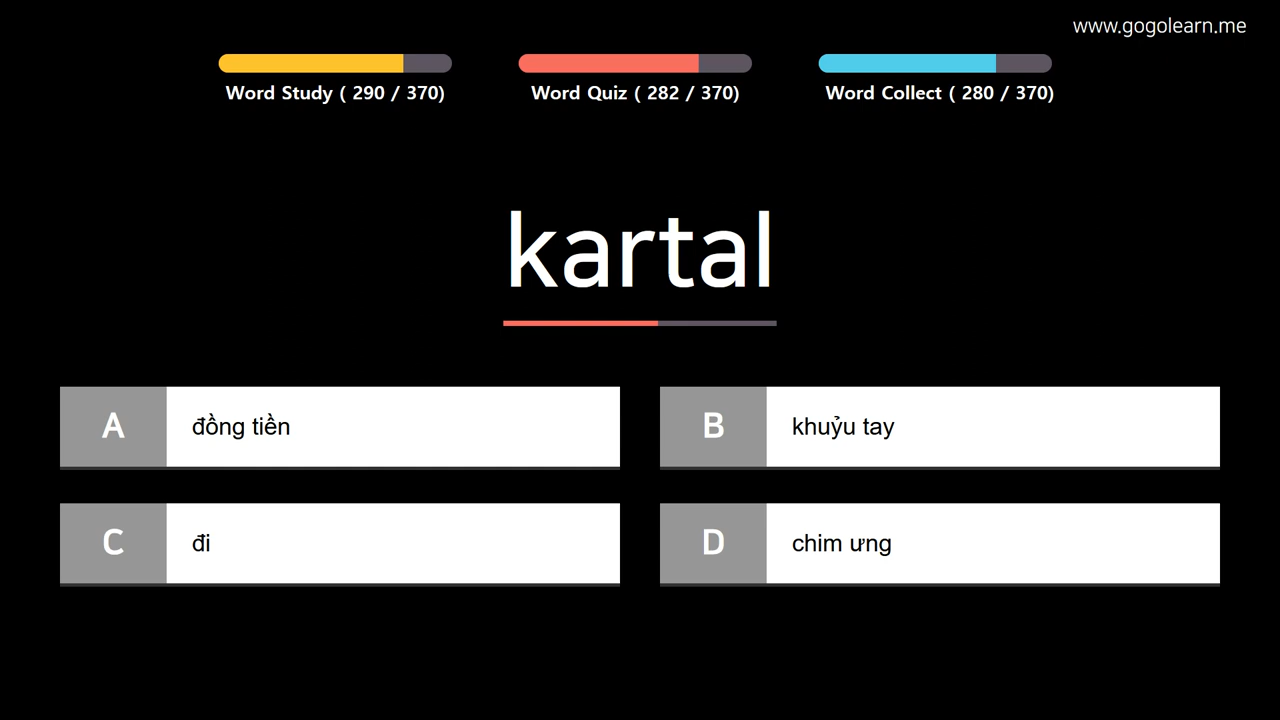 www.gogolearn.me
Word Study ( 290 / 370)
Word Quiz ( 282 / 370)
Word Collect ( 280 / 370)
kartal
A
đồng tiền
B
khuỷu tay
C
đi
D
chim ưng